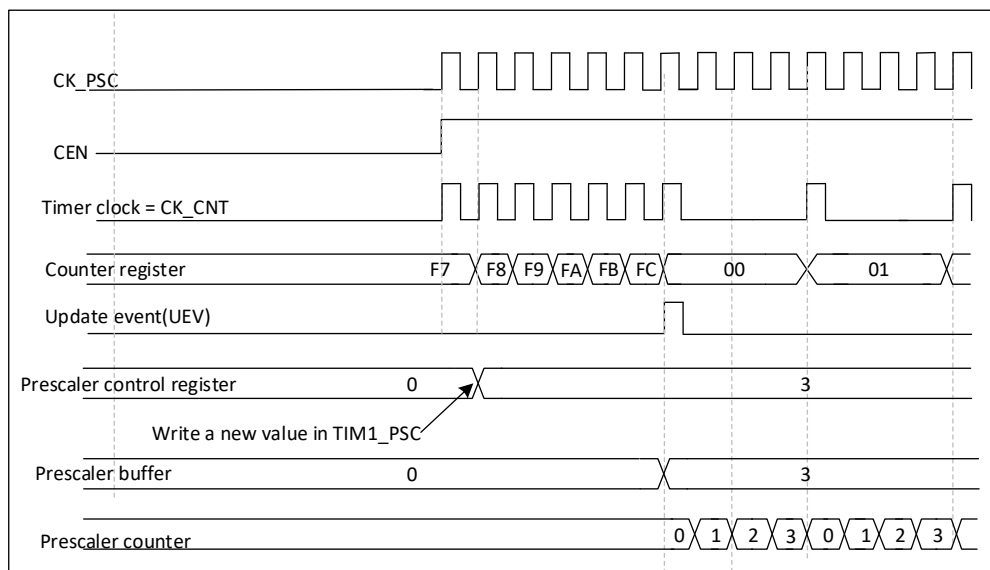 CK_PSC
CEN
Timer clock = CK_CNT
Counter register F7 F8 F9 FA FB FC 00 01
Update event(UEV)
Prescaler control register 0 3
Write a new value in TIM1_PSC
Prescaler buffer 0 3
Prescaler counter 0 1 2 3 0 1 2 3